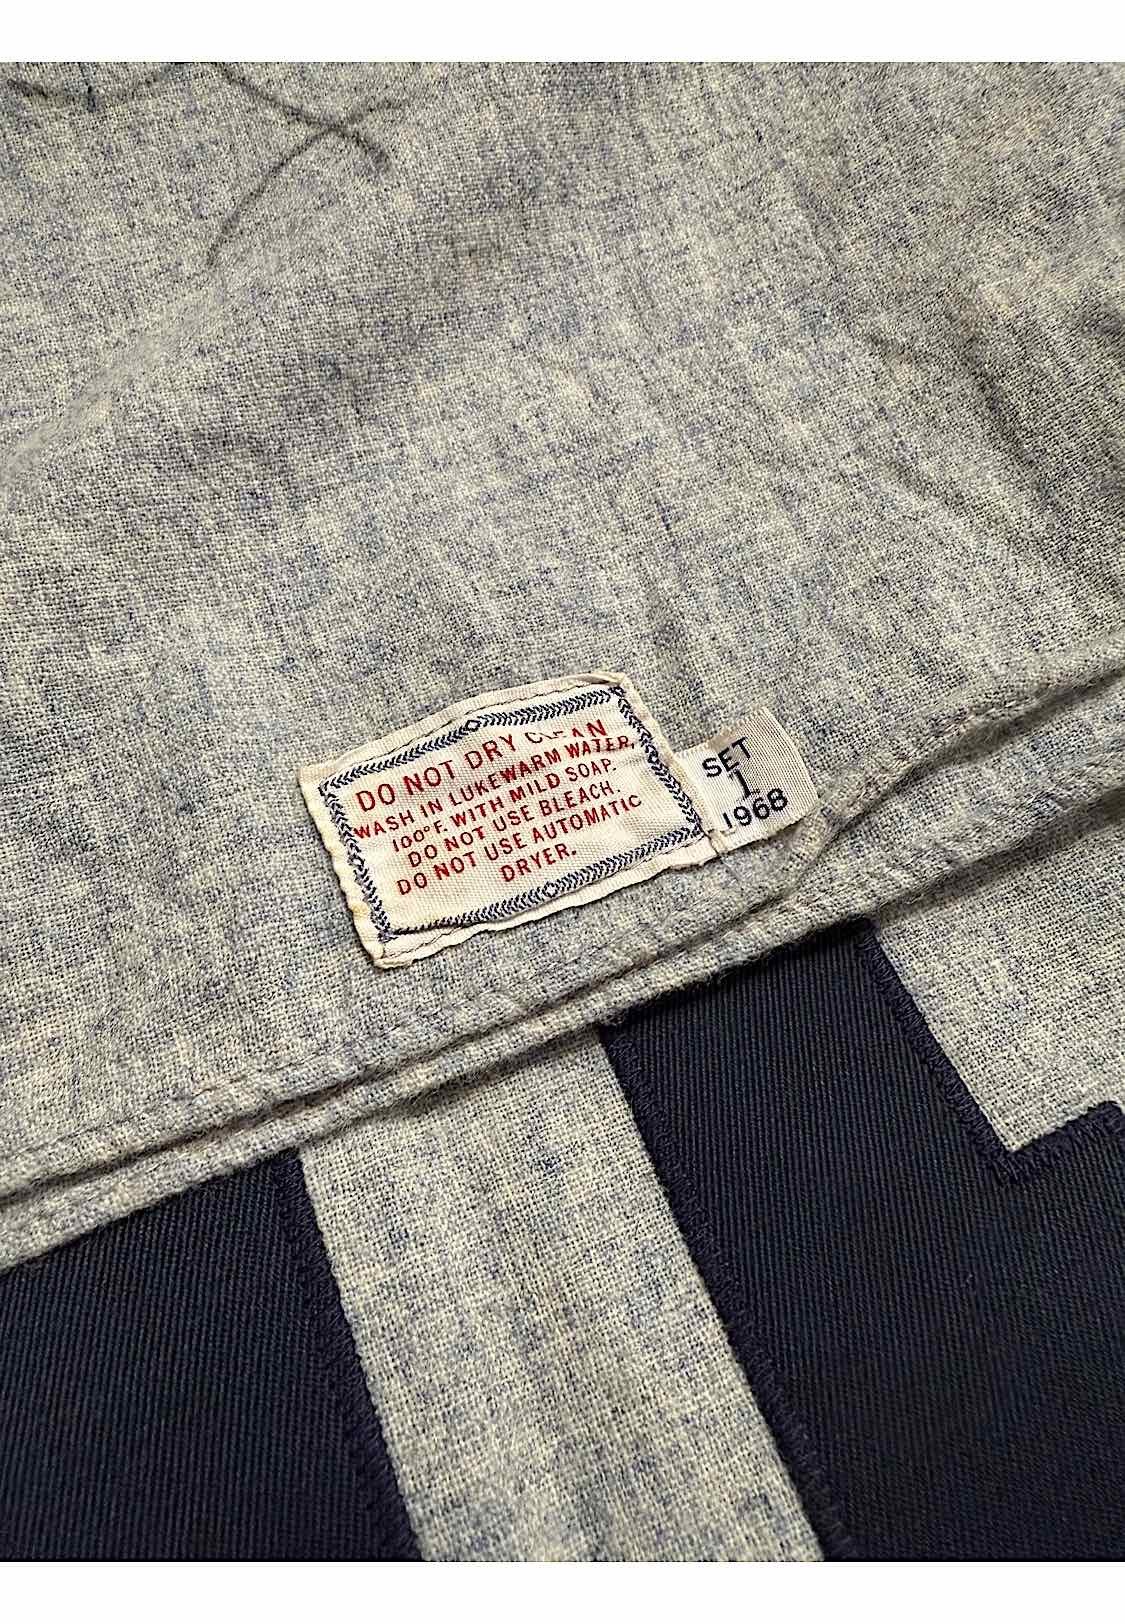 DO NOT DRY CLEAN
WASH IN LUKEWARM WATER,
100°F. WITH MILD SOAP.
DO NOT USE BLEACH.
DO NOT USE AUTOMATIC
DRYER.
SET
1
1968